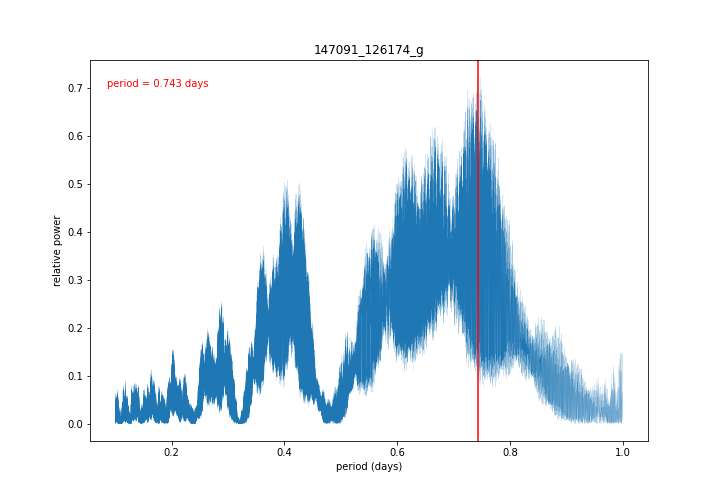 147091_126174_g
period = 0.743 days
relative power
0.7
0.6
0.5
0.4
0.3
0.2
0.1
0.0
0.2 0.4 0.6 0.8 1.0
period (days)